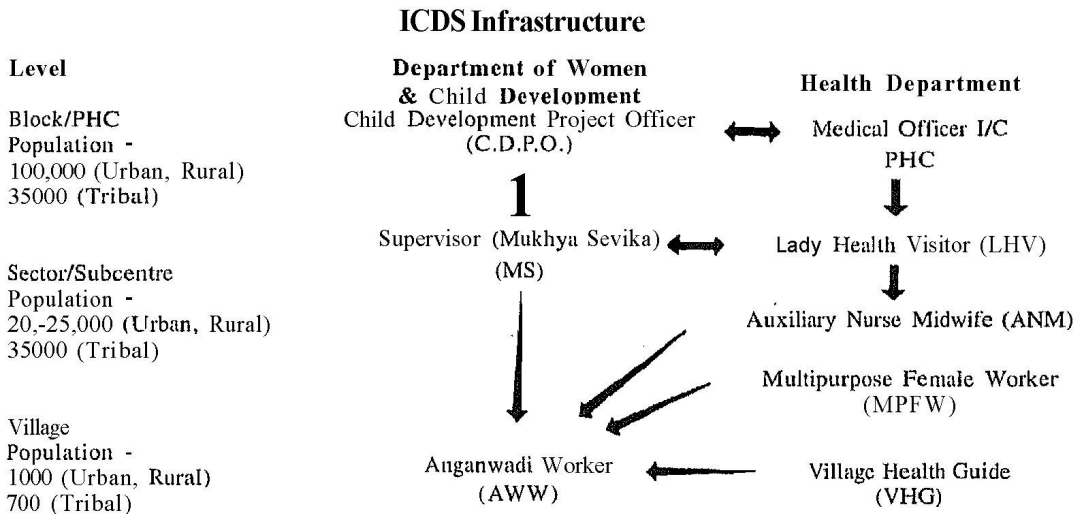 ICDS Infrastructure
Level
Department of Women
& Child Development
Health Department
Block/PHC
Population -
100,000 (Urban, Rural)
35000 (Tribal)
Child Development Project Officer
(C.D.P.O.)
Medical Officer I/C
PHC
1
Supervisor (Mukhya Sevika)
(MS)
Lady Health Visitor (LHV)
Sector/Subcentre
Population -
20,-25,000 (Urban, Rural)
35000 (Tribal)
Auxiliary Nurse Midwife (ANM)
Multipurpose Female Worker
(MPFW)
Village
Population -
1000 (Urban, Rural)
700 (Tribal)
Anganwadi Worker
(AWW)
Village Health Guide
(VHG)